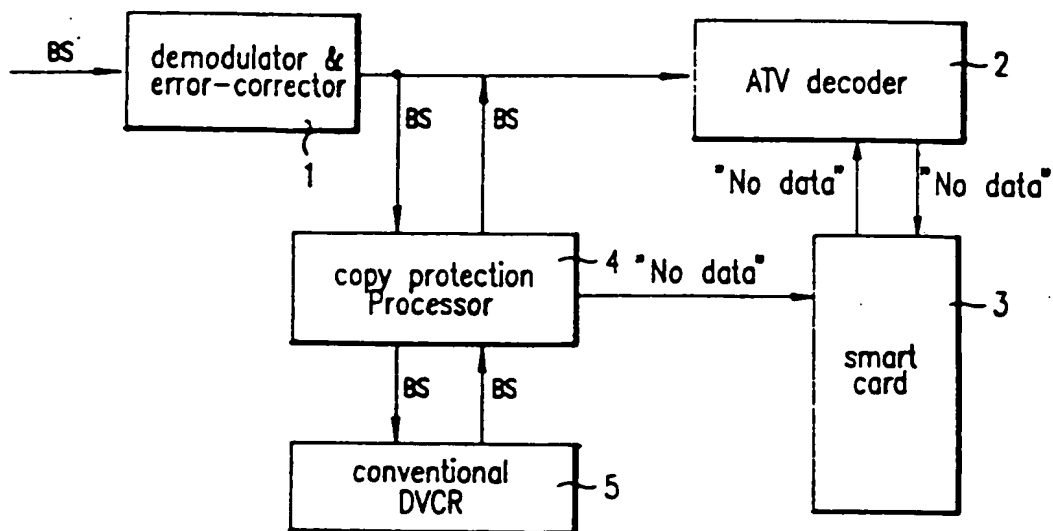 BS
demodulator &
error-corrector
1
ATV decoder
2
BS
BS
"No data"
"No data"
copy protection
Processor
4
"No data"
smart
card
3
BS
BS
conventional
DVCR
5